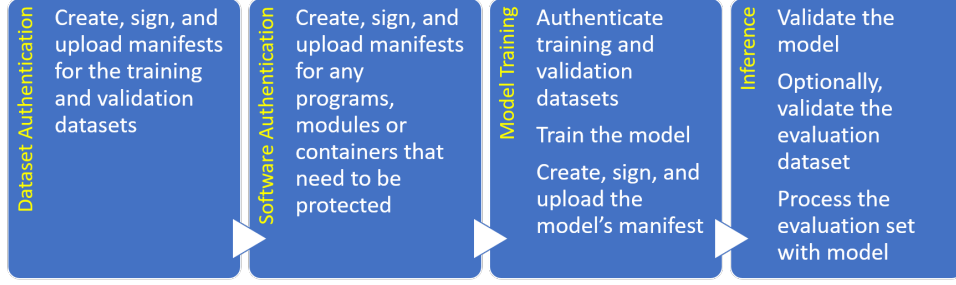 Dataset Authentication
Create, sign, and
upload manifests
for the training
and validation
datasets
Software Authentication
Create, sign, and
upload manifests
for any
programs,
modules or
containers that
need to be
protected
Model Training
Authenticate
training and
validation
datasets
Train the model
Create, sign, and
upload the
model’s manifest
Inference
Validate the
model
Optionally,
validate the
evaluation
dataset
Process the
evaluation set
with model